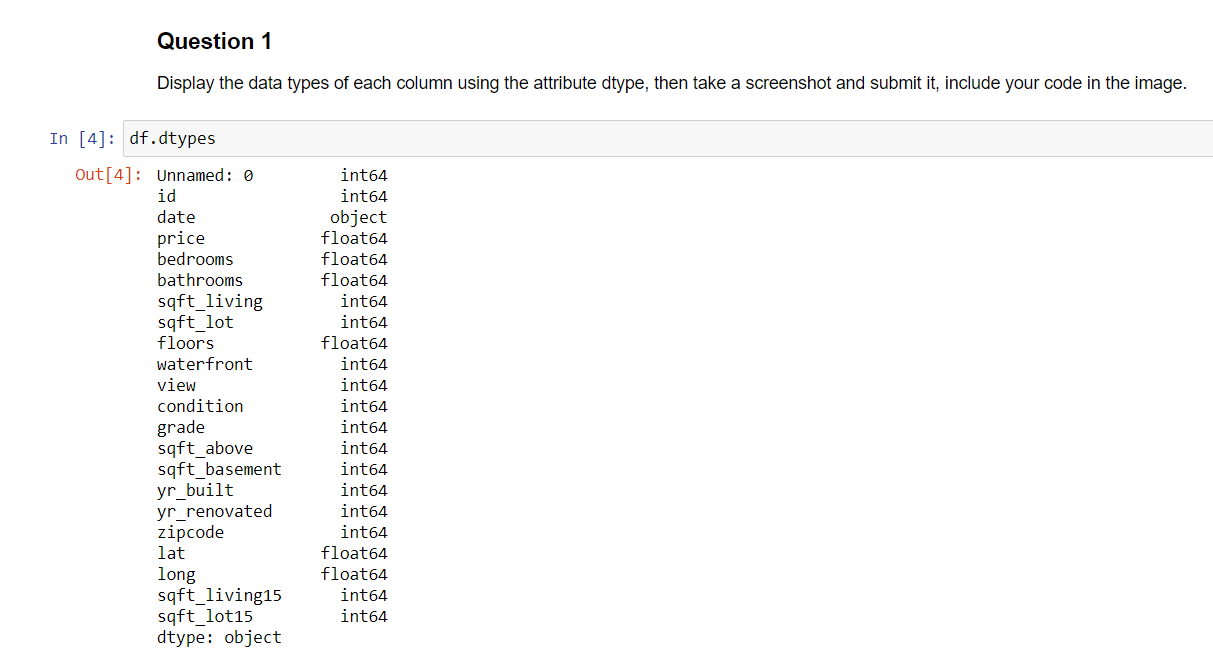 Question 1
Display the data types of each column using the attribute dtype, then take a screenshot and submit it, include your code in the image.
In [4]: df.dtypes
Out[4]: Unnamed: 0 int64
id int64
date object
price float64
bedrooms float64
bathrooms float64
sqft_living int64
sqft_lot int64
floors float64
waterfront int64
view int64
condition int64
grade int64
sqft_above int64
sqft_basement int64
yr_built int64
yr_renovated int64
zipcode int64
lat float64
long float64
sqft_living15 int64
sqft_lot15 int64
dtype: object